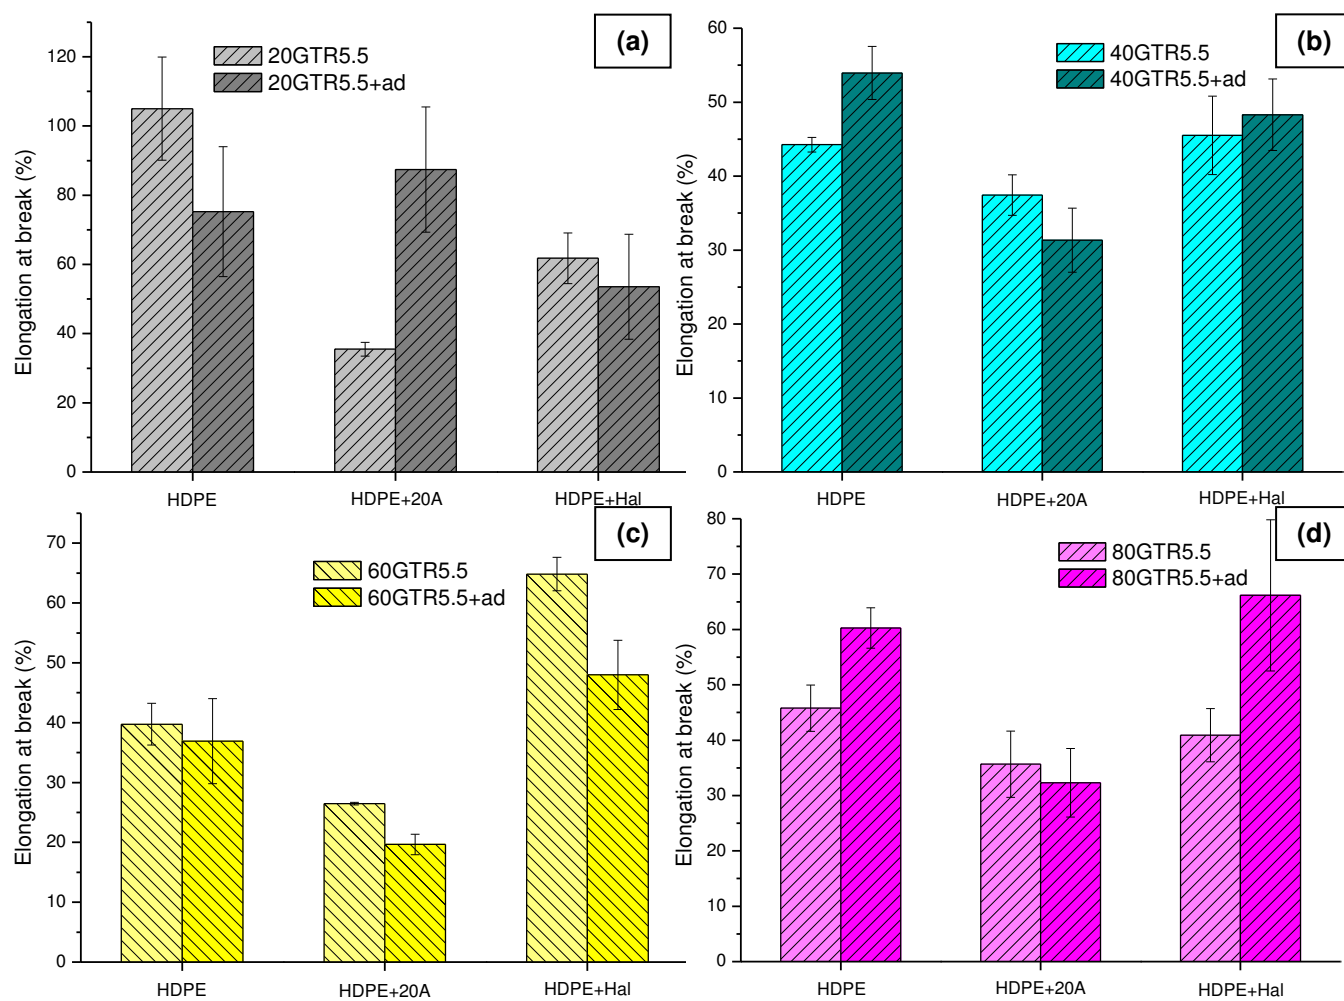 (a)
20GTR5.5
20GTR5.5+ad
Elongation at break (%)
120
100
80
60
40
20
0
HDPE
HDPE+20A
HDPE+Hal
(b)
40GTR5.5
40GTR5.5+ad
Elongation at break (%)
60
50
40
30
20
10
0
HDPE
HDPE+20A
HDPE+Hal
(c)
60GTR5.5
60GTR5.5+ad
Elongation at break (%)
70
60
50
40
30
20
10
0
HDPE
HDPE+20A
HDPE+Hal
(d)
80GTR5.5
80GTR5.5+ad
Elongation at break (%)
80
70
60
50
40
30
20
10
0
HDPE
HDPE+20A
HDPE+Hal